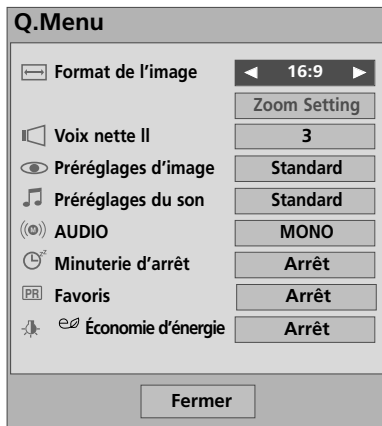 Q.Menu
Format de l'image ◄ 16:9 ►
Zoom Setting
Voix nette ll 3
Préréglages d'image Standard
Préréglages du son Standard
AUDIO MONO
Minuterie d'arrêt Arrêt
PR Favoris Arrêt
Économie d'énergie Arrêt
Fermer